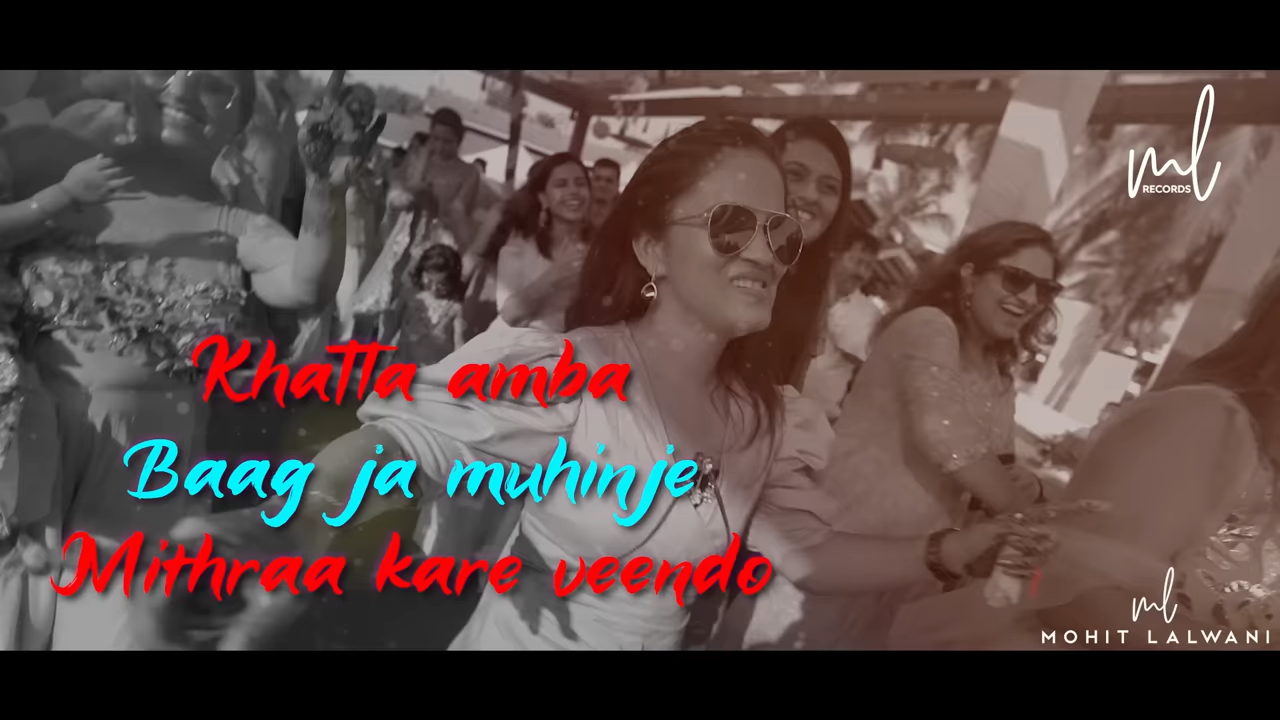 ml
RECORDS
Khatta amba
Baag ja muhinje
Mithraa kare veendo
ml
MOHIT LALWANI